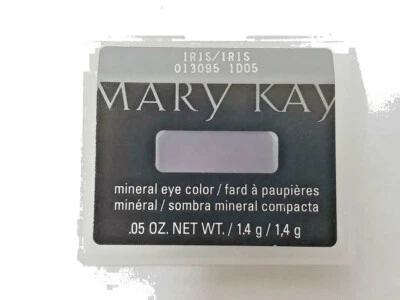 IRIS/IRIS
013095 1D05
MARY KAY
mineral eye color / fard à paupières
minéral / sombra mineral compacta
.05 OZ. NET WT. / 1.4 g / 1,4 g